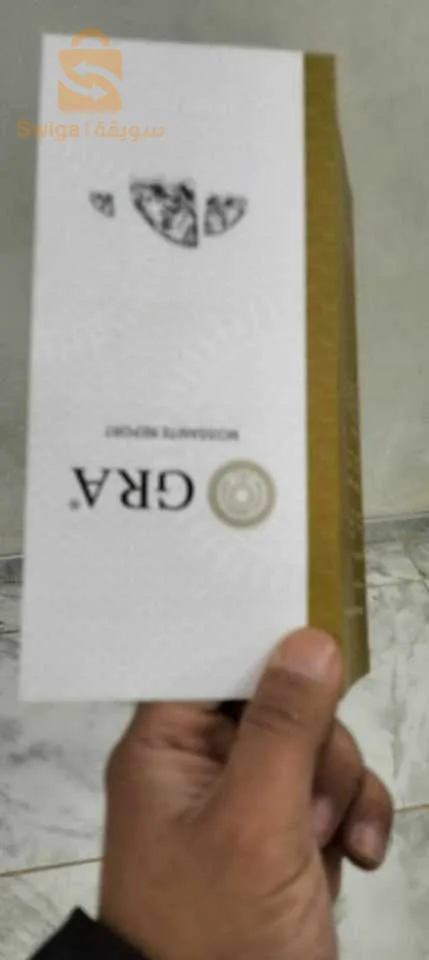 Swiga | سويقة
GRA®
MOISSANITE REPORT